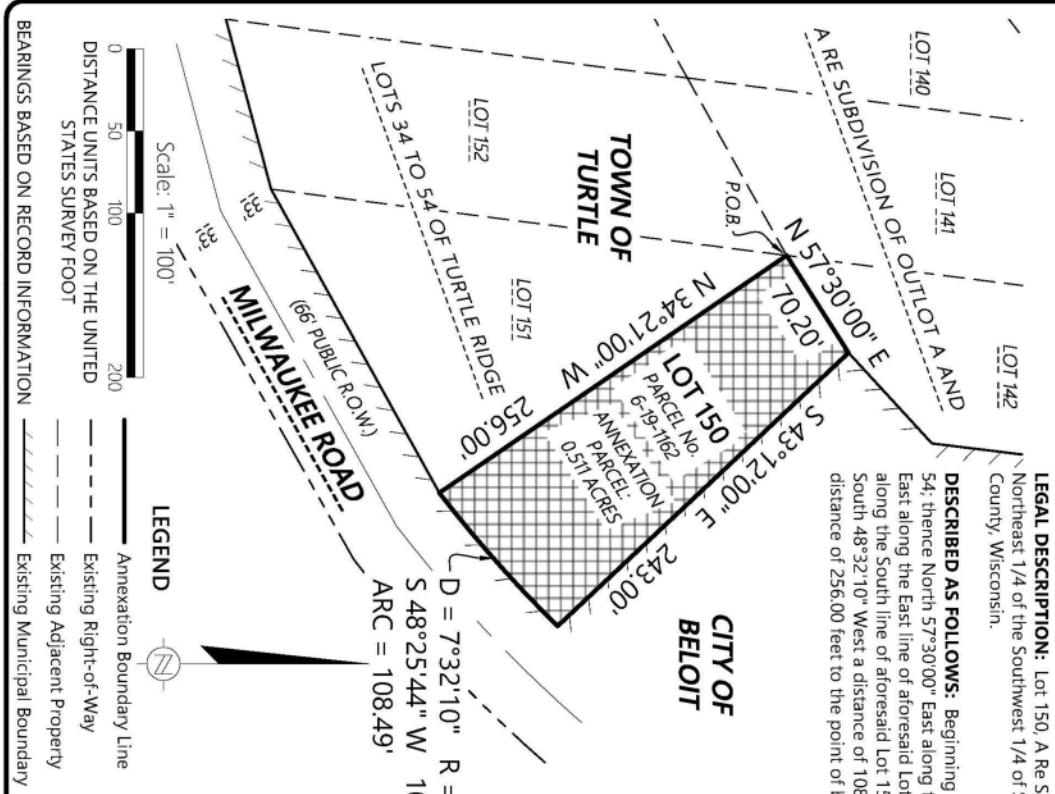 LEGAL DESCRIPTION: Lot 150, A Re S
Northeast 1/4 of the Southwest 1/4 of S
County, Wisconsin.
DESCRIBED AS FOLLOWS: Beginning
54; thence North 57°30'00" East along t
East along the East line of aforesaid Lot
along the South line of aforesaid Lot 15
South 48°32'10" West a distance of 108
distance of 256.00 feet to the point of b
LOT 140
LOT 141
LOT 142
A RE SUBDIVISION OF OUTLOT A AND
LOTS 34 TO 54 OF TURTLE RIDGE
LOT 152
LOT 151
TOWN OF
TURTLE
P.O.B.
N 57°30'00" E
70.20'
N 34°21'00" W
256.00'
LOT 150
PARCEL No.
6-19-1162
ANNEXATION
PARCEL:
0.511 ACRES
S 43°12'00" E
243.00'
CITY OF
BELOIT
D = 7°32'10" R =
S 48°25'44" W 10
ARC = 108.49'
33'
33'
(66' PUBLIC R.O.W.)
MILWAUKEE ROAD
Scale: 1" = 100'
0 50 100 200
DISTANCE UNITS BASED ON THE UNITED
STATES SURVEY FOOT
BEARINGS BASED ON RECORD INFORMATION
N
LEGEND
Annexation Boundary Line
Existing Right-of-Way
Existing Adjacent Property
Existing Municipal Boundary